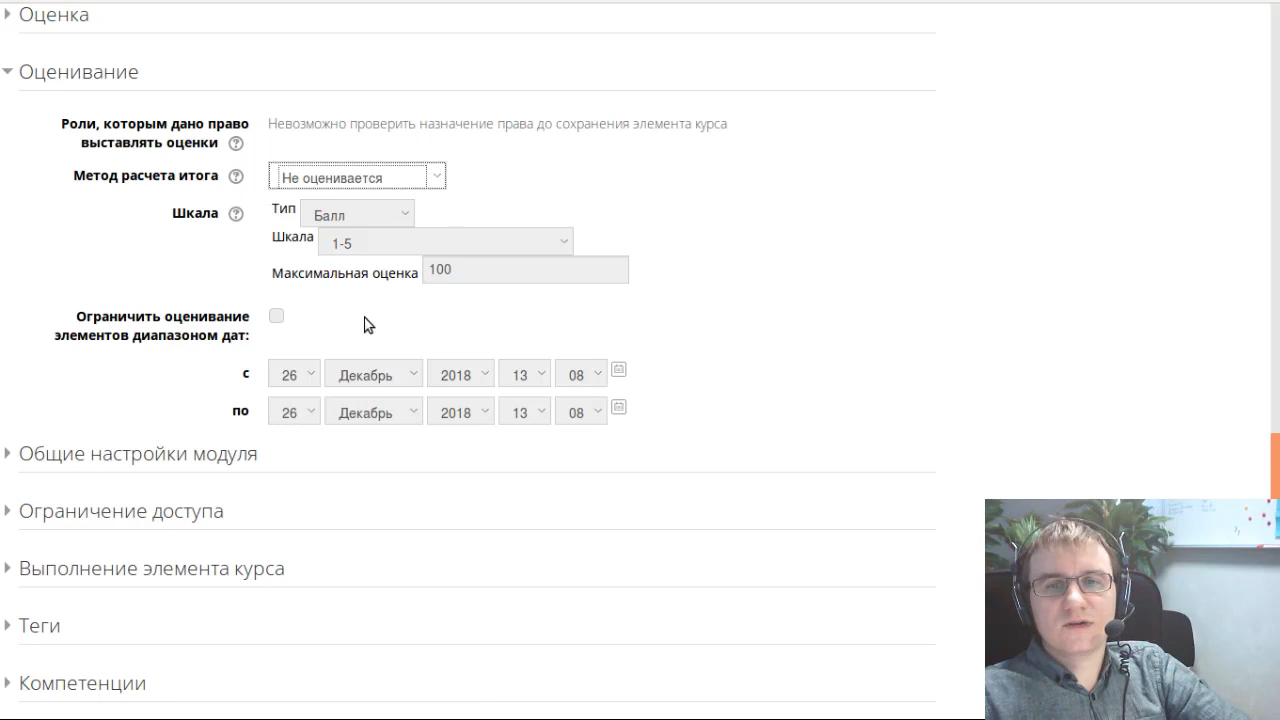 Оценка
Оценивание
Роли, которым дано право выставлять оценки
Невозможно проверить назначение права до сохранения элемента курса
Метод расчета итога
Не оценивается
Шкала
Тип Балл
Шкала 1-5
Максимальная оценка 100
Ограничить оценивание
элементов диапазоном дат:
с 26 Декабрь 2018 13 08
по 26 Декабрь 2018 13 08
Общие настройки модуля
Ограничение доступа
Выполнение элемента курса
Теги
Компетенции